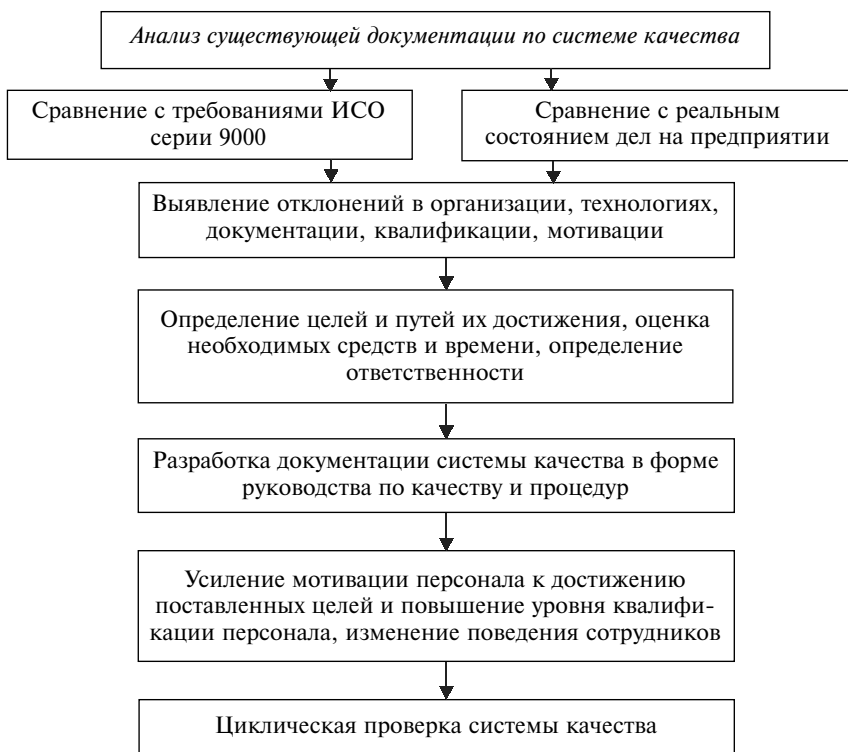 Анализ существующей документации по системе качества
Сравнение с требованиями ИСО
серии 9000
Сравнение с реальным
состоянием дел на предприятии
Выявление отклонений в организации, технологиях,
документации, квалификации, мотивации
Определение целей и путей их достижения, оценка
необходимых средств и времени, определение
ответственности
Разработка документации системы качества в форме
руководства по качеству и процедур
Усиление мотивации персонала к достижению
поставленных целей и повышение уровня квалифи-
кации персонала, изменение поведения сотрудников
Циклическая проверка системы качества